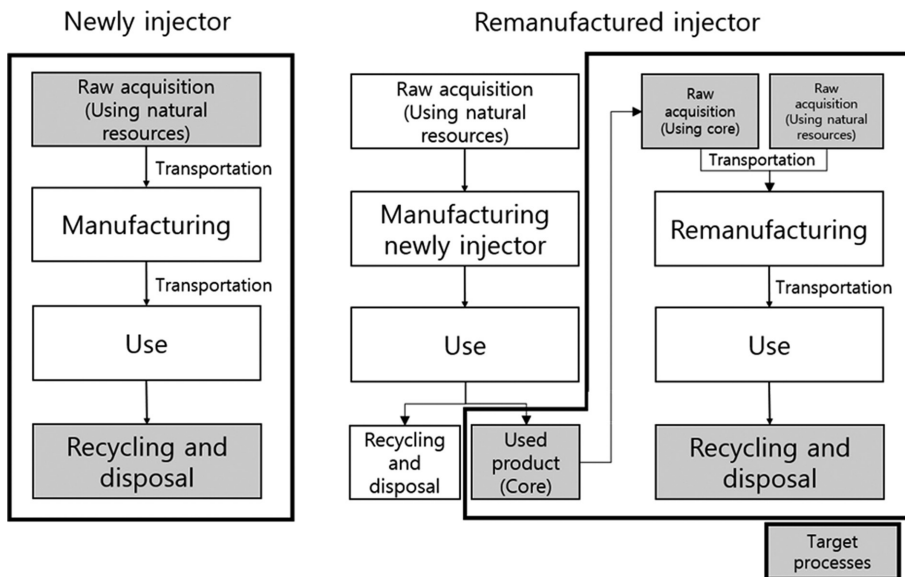 Newly injector
Raw acquisition
(Using natural
resources)
Transportation
Manufacturing
Transportation
Use
Recycling and
disposal
Remanufactured injector
Raw acquisition
(Using natural
resources)
Manufacturing
newly injector
Use
Recycling
and
disposal
Used
product
(Core)
Raw
acquisition
(Using core)
Raw
acquisition
(Using natural
resources)
Transportation
Remanufacturing
Transportation
Use
Recycling and
disposal
Target
processes